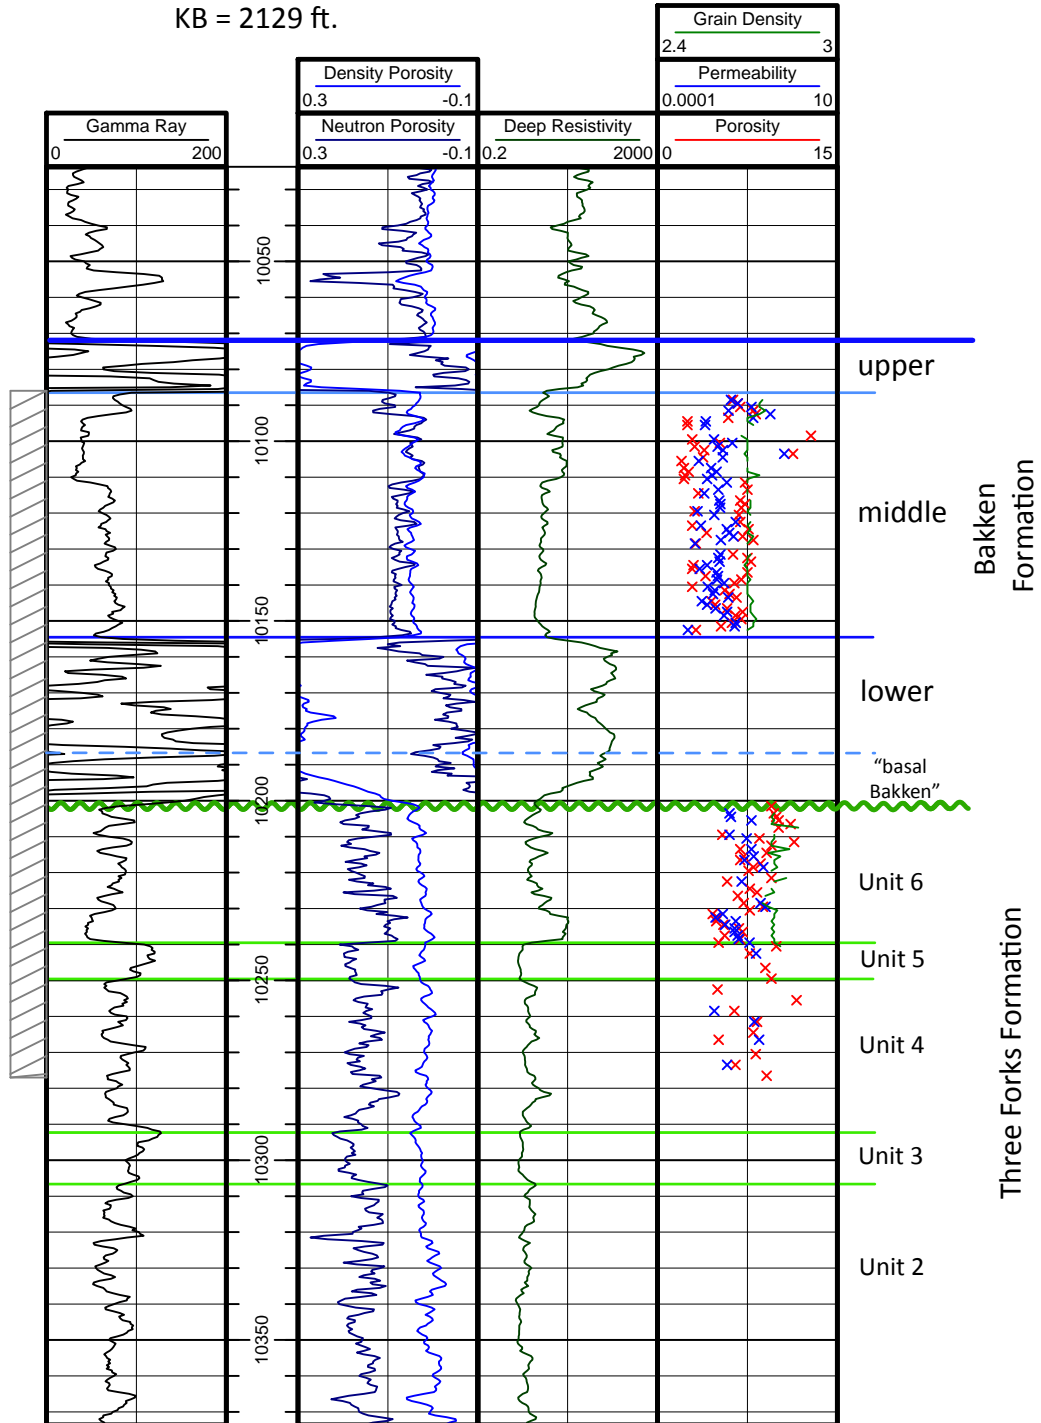 KB = 2129 ft.
Grain Density
2.4 3
Density Porosity
0.3 -0.1
Permeability
0.0001 10
Gamma Ray
0 200
Neutron Porosity
0.3 -0.1
Deep Resistivity
0.2 2000
Porosity
0 15
10050
upper
10100
middle
Bakken
Formation
10150
lower
"basal
Bakken"
10200
Unit 6
Unit 5
10250
Unit 4
Three Forks Formation
10300
Unit 3
Unit 2
10350